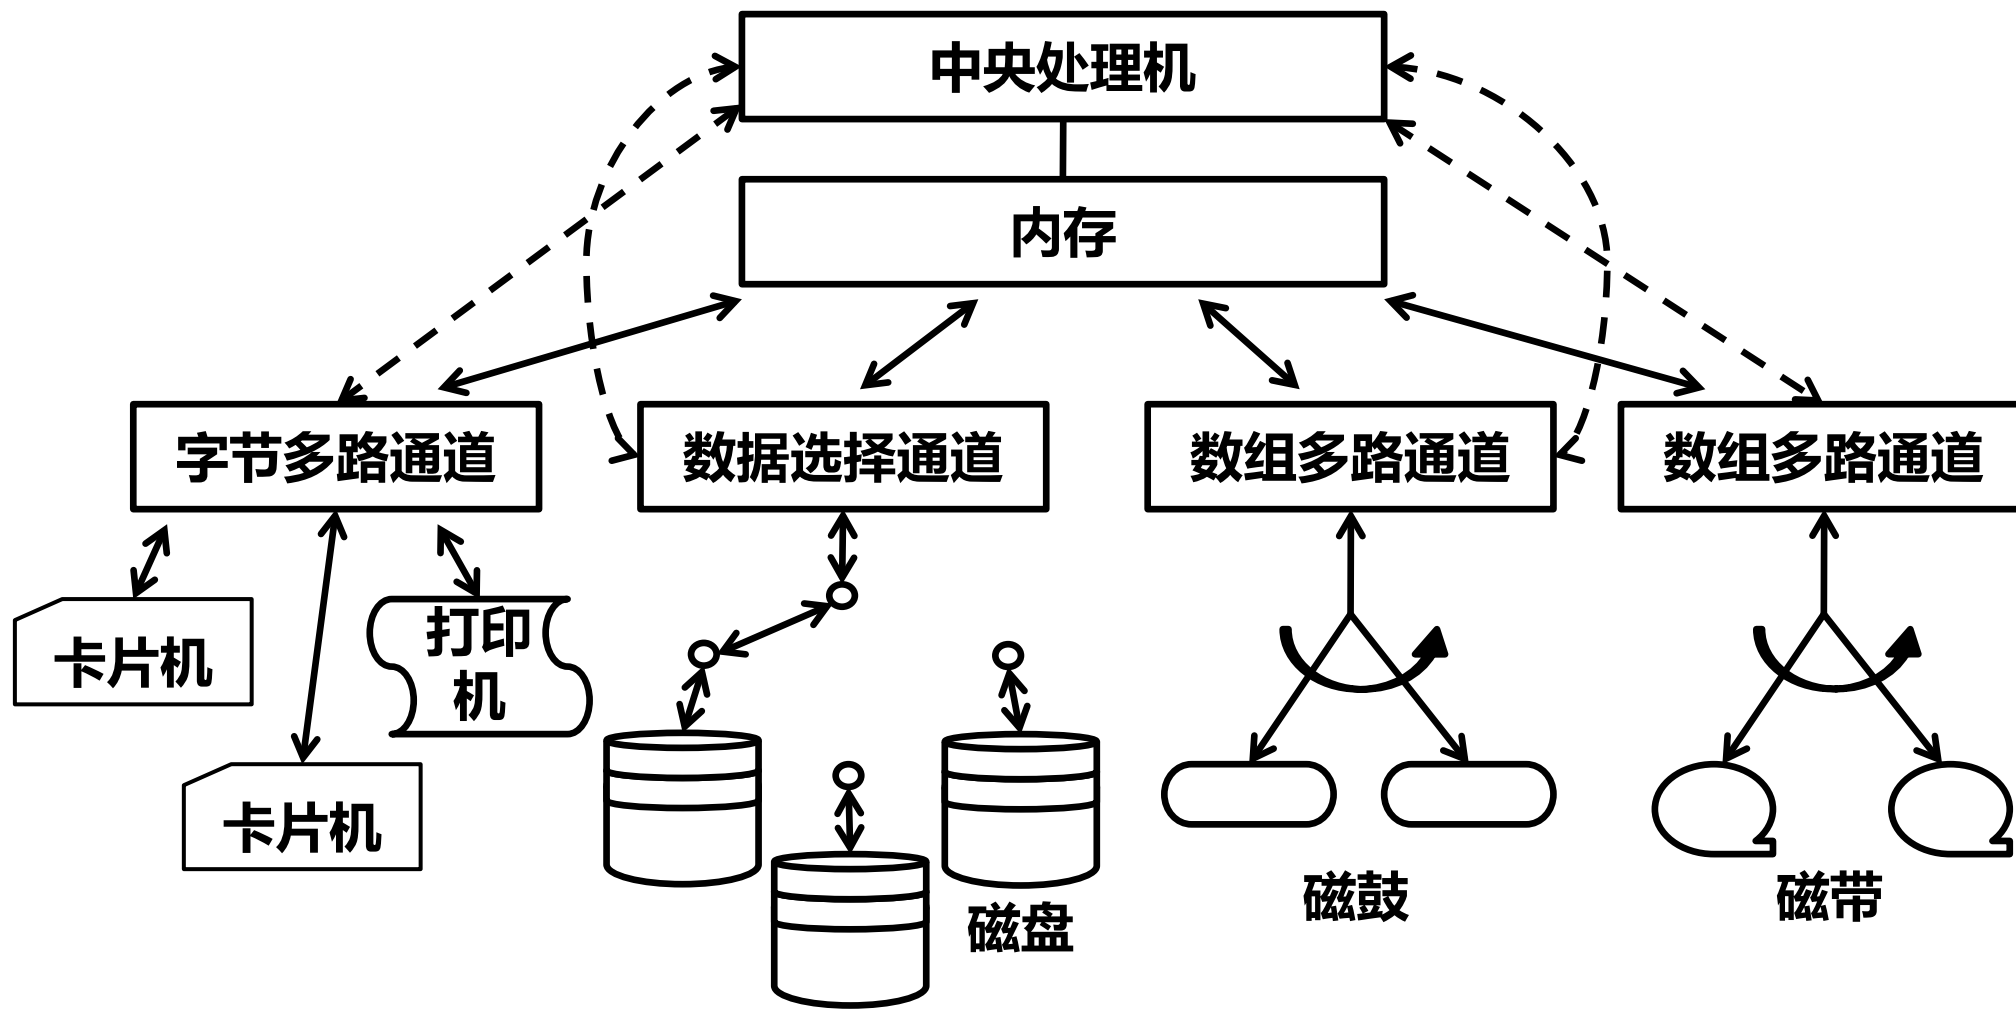 中央处理机
内存
字节多路通道
数据选择通道
数组多路通道
数组多路通道
卡片机
打印
机
卡片机
磁盘
磁鼓
磁带